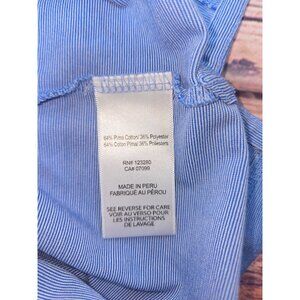 64% Pima Cotton/ 36% Polyester
64% Coton Pima/ 36% Poliesters
RN# 123280
CA# 07099
MADE IN PERU
FABRIQUÉ AU PÉROU
SEE REVERSE FOR CARE
VOIR AU VERSO POUR
LES INSTRUCTIONS
DE LAVAGE